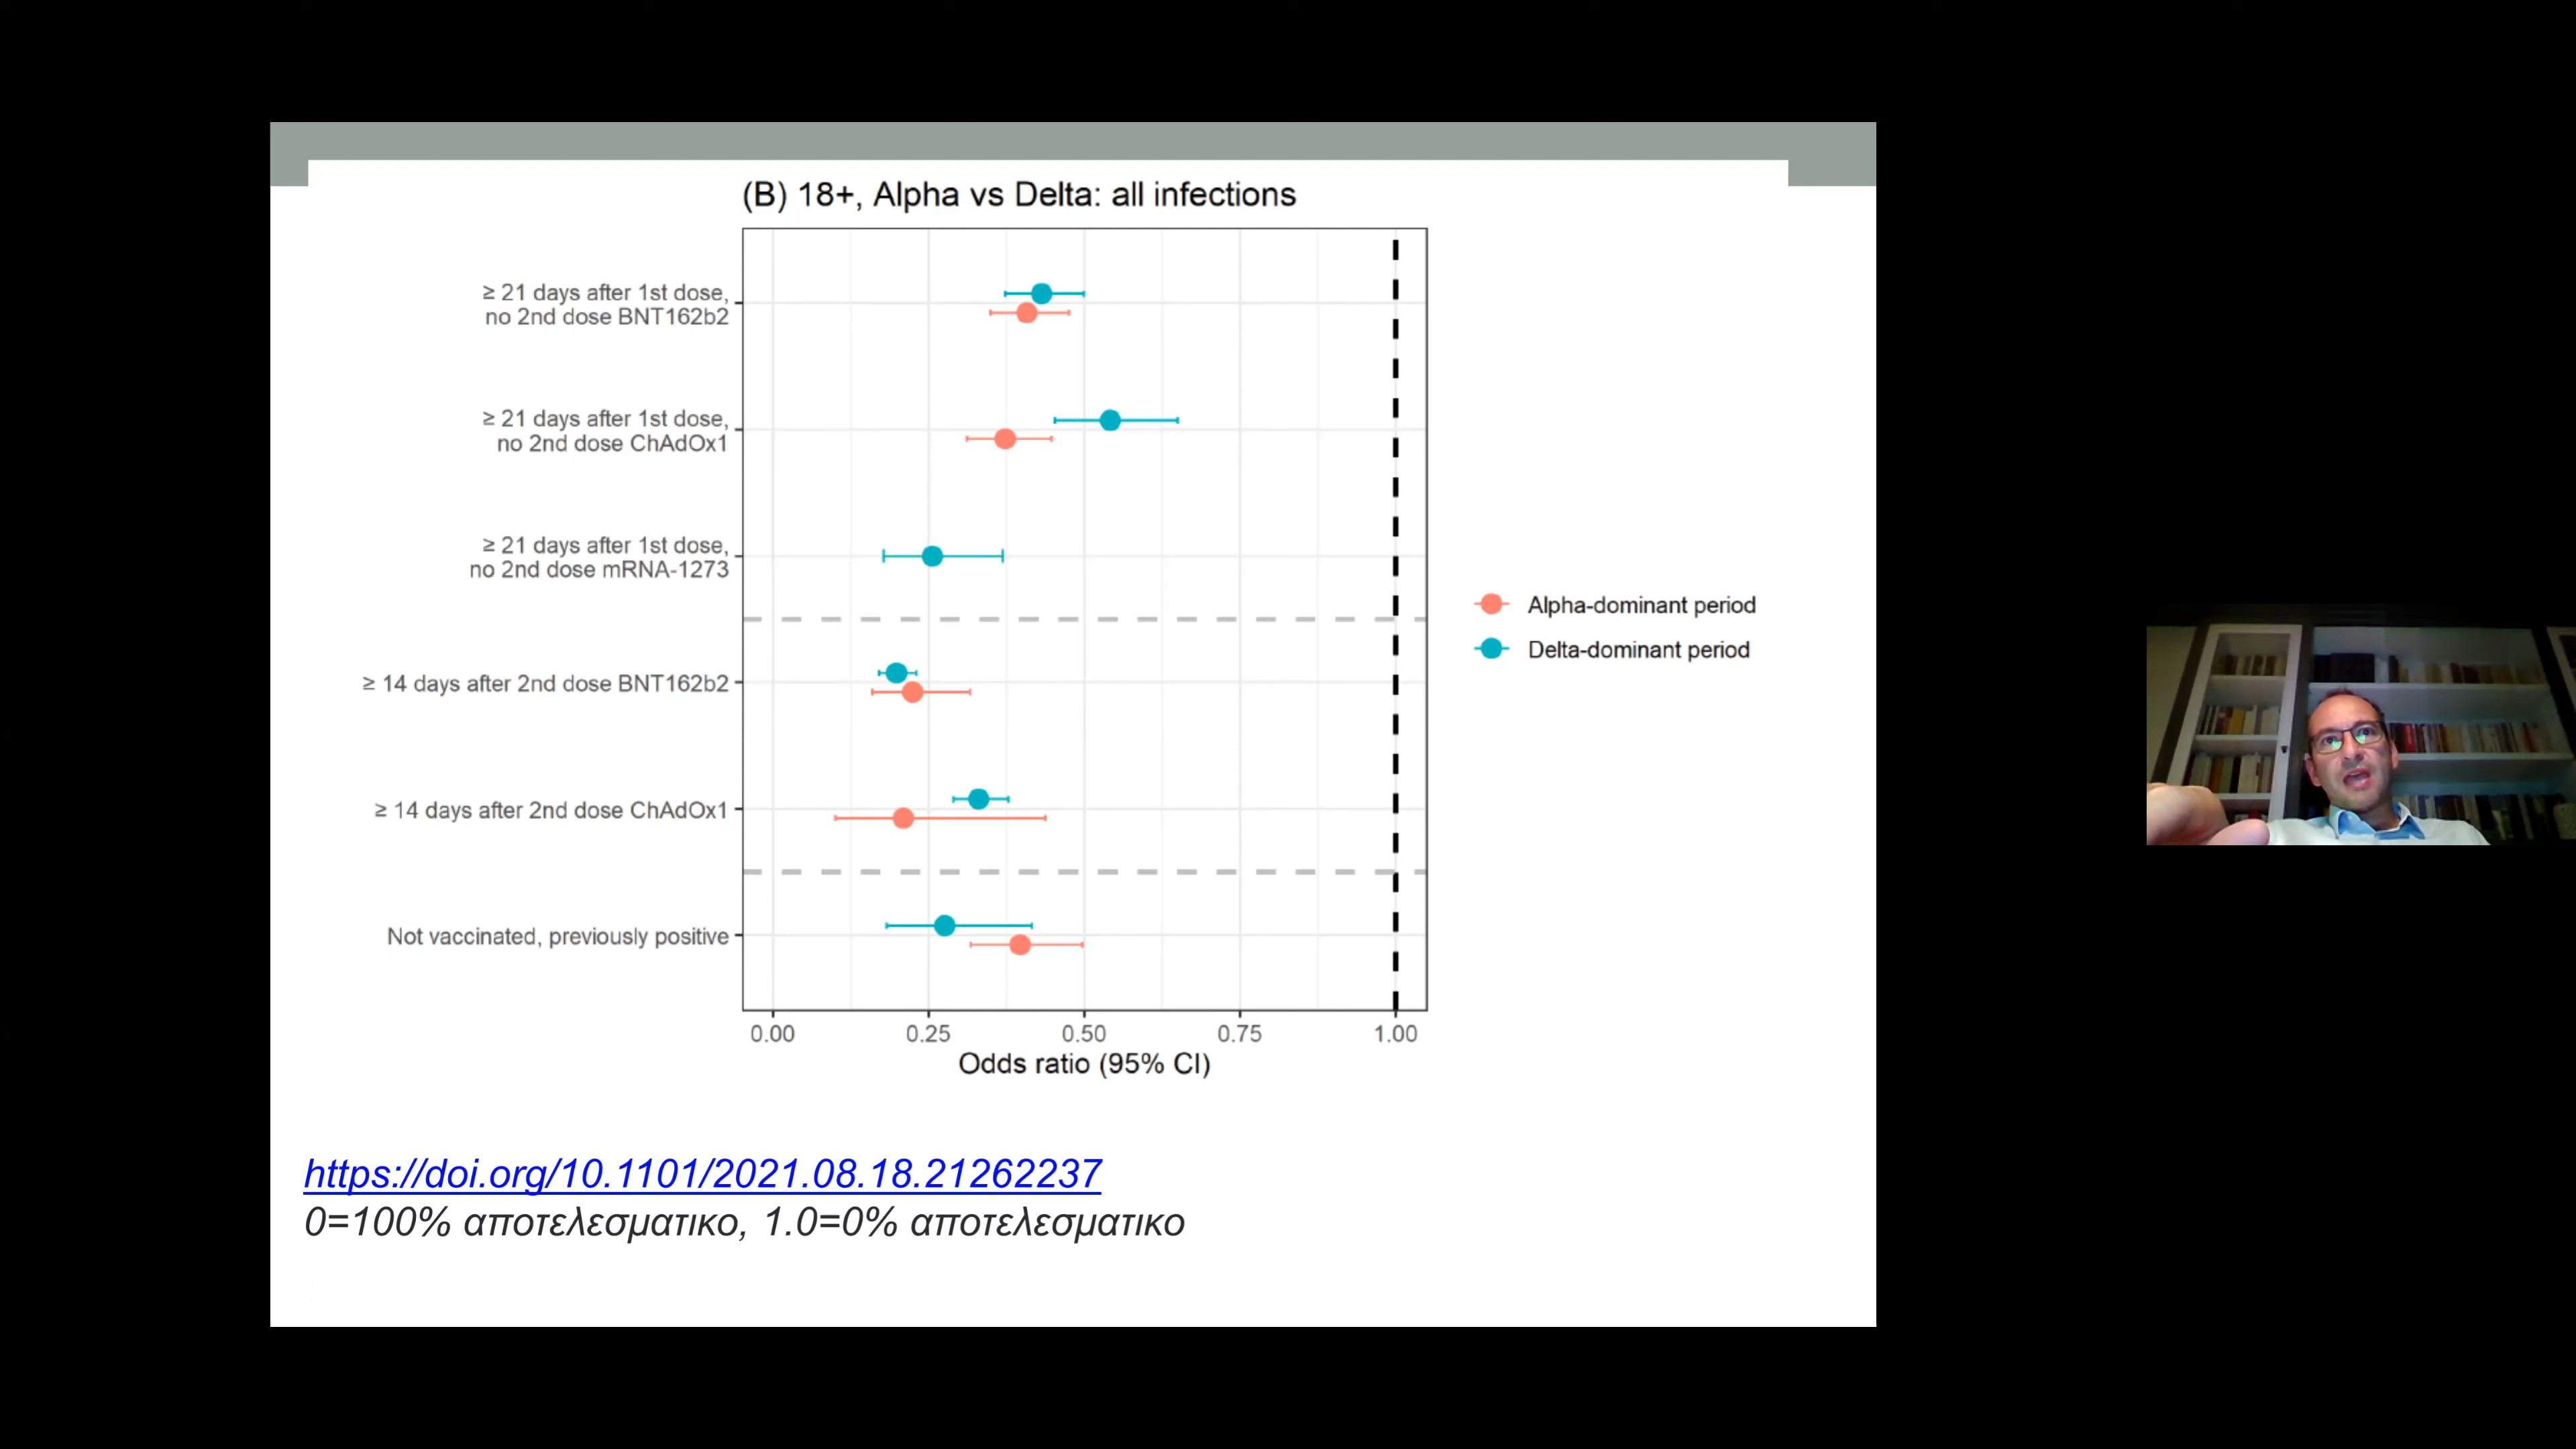 (B) 18+, Alpha vs Delta: all infections
≥ 21 days after 1st dose,
no 2nd dose BNT162b2
≥ 21 days after 1st dose,
no 2nd dose ChAdOx1
≥ 21 days after 1st dose,
no 2nd dose mRNA-1273
≥ 14 days after 2nd dose BNT162b2
≥ 14 days after 2nd dose ChAdOx1
Not vaccinated, previously positive
0.00 0.25 0.50 0.75 1.00
Odds ratio (95% CI)
Alpha-dominant period
Delta-dominant period
https://doi.org/10.1101/2021.08.18.21262237
0=100% αποτελεσματικο, 1.0=0% αποτελεσματικο